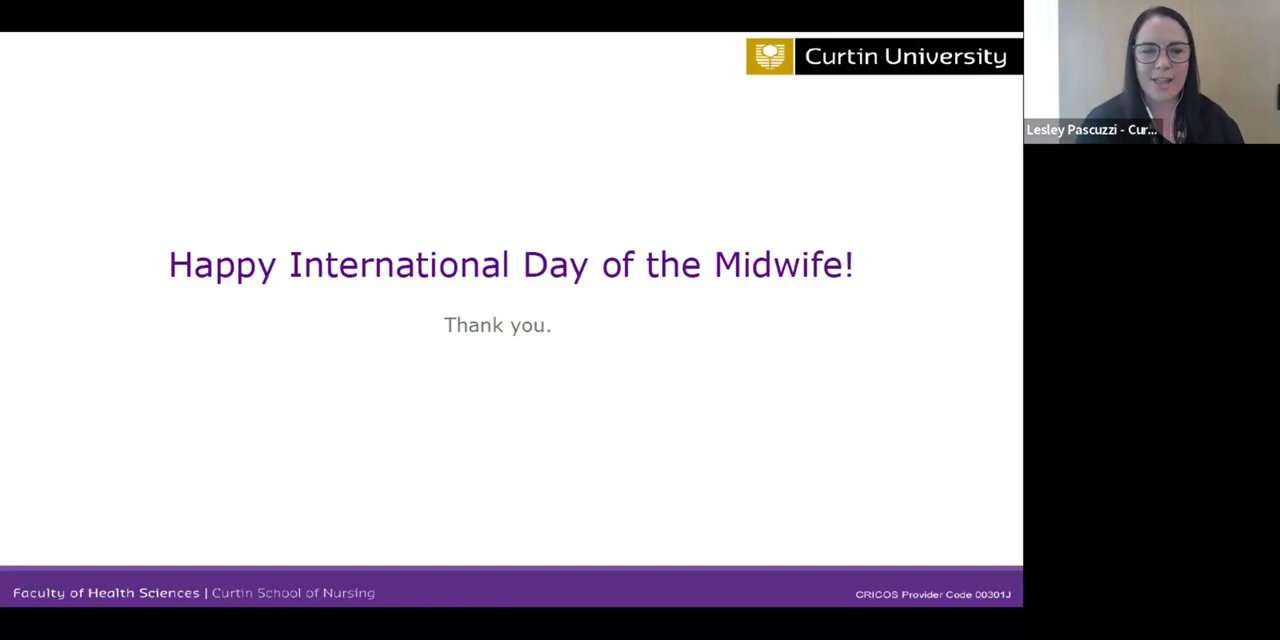 Curtin University
Lesley Pascuzzi - Cur...
Happy International Day of the Midwife!
Thank you.
Faculty of Health Sciences | Curtin School of Nursing
CRICOS Provider Code 00301J